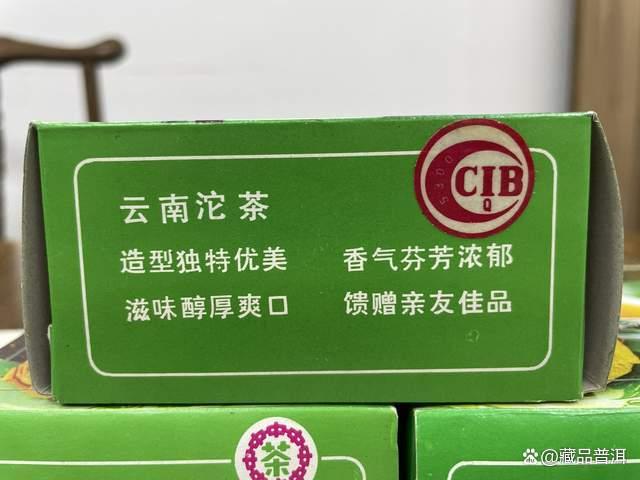 云南沱茶
造型独特优美 香气芬芳浓郁
滋味醇厚爽口 馈赠亲友佳品
CIB
Q
5300
茶
@藏品普洱